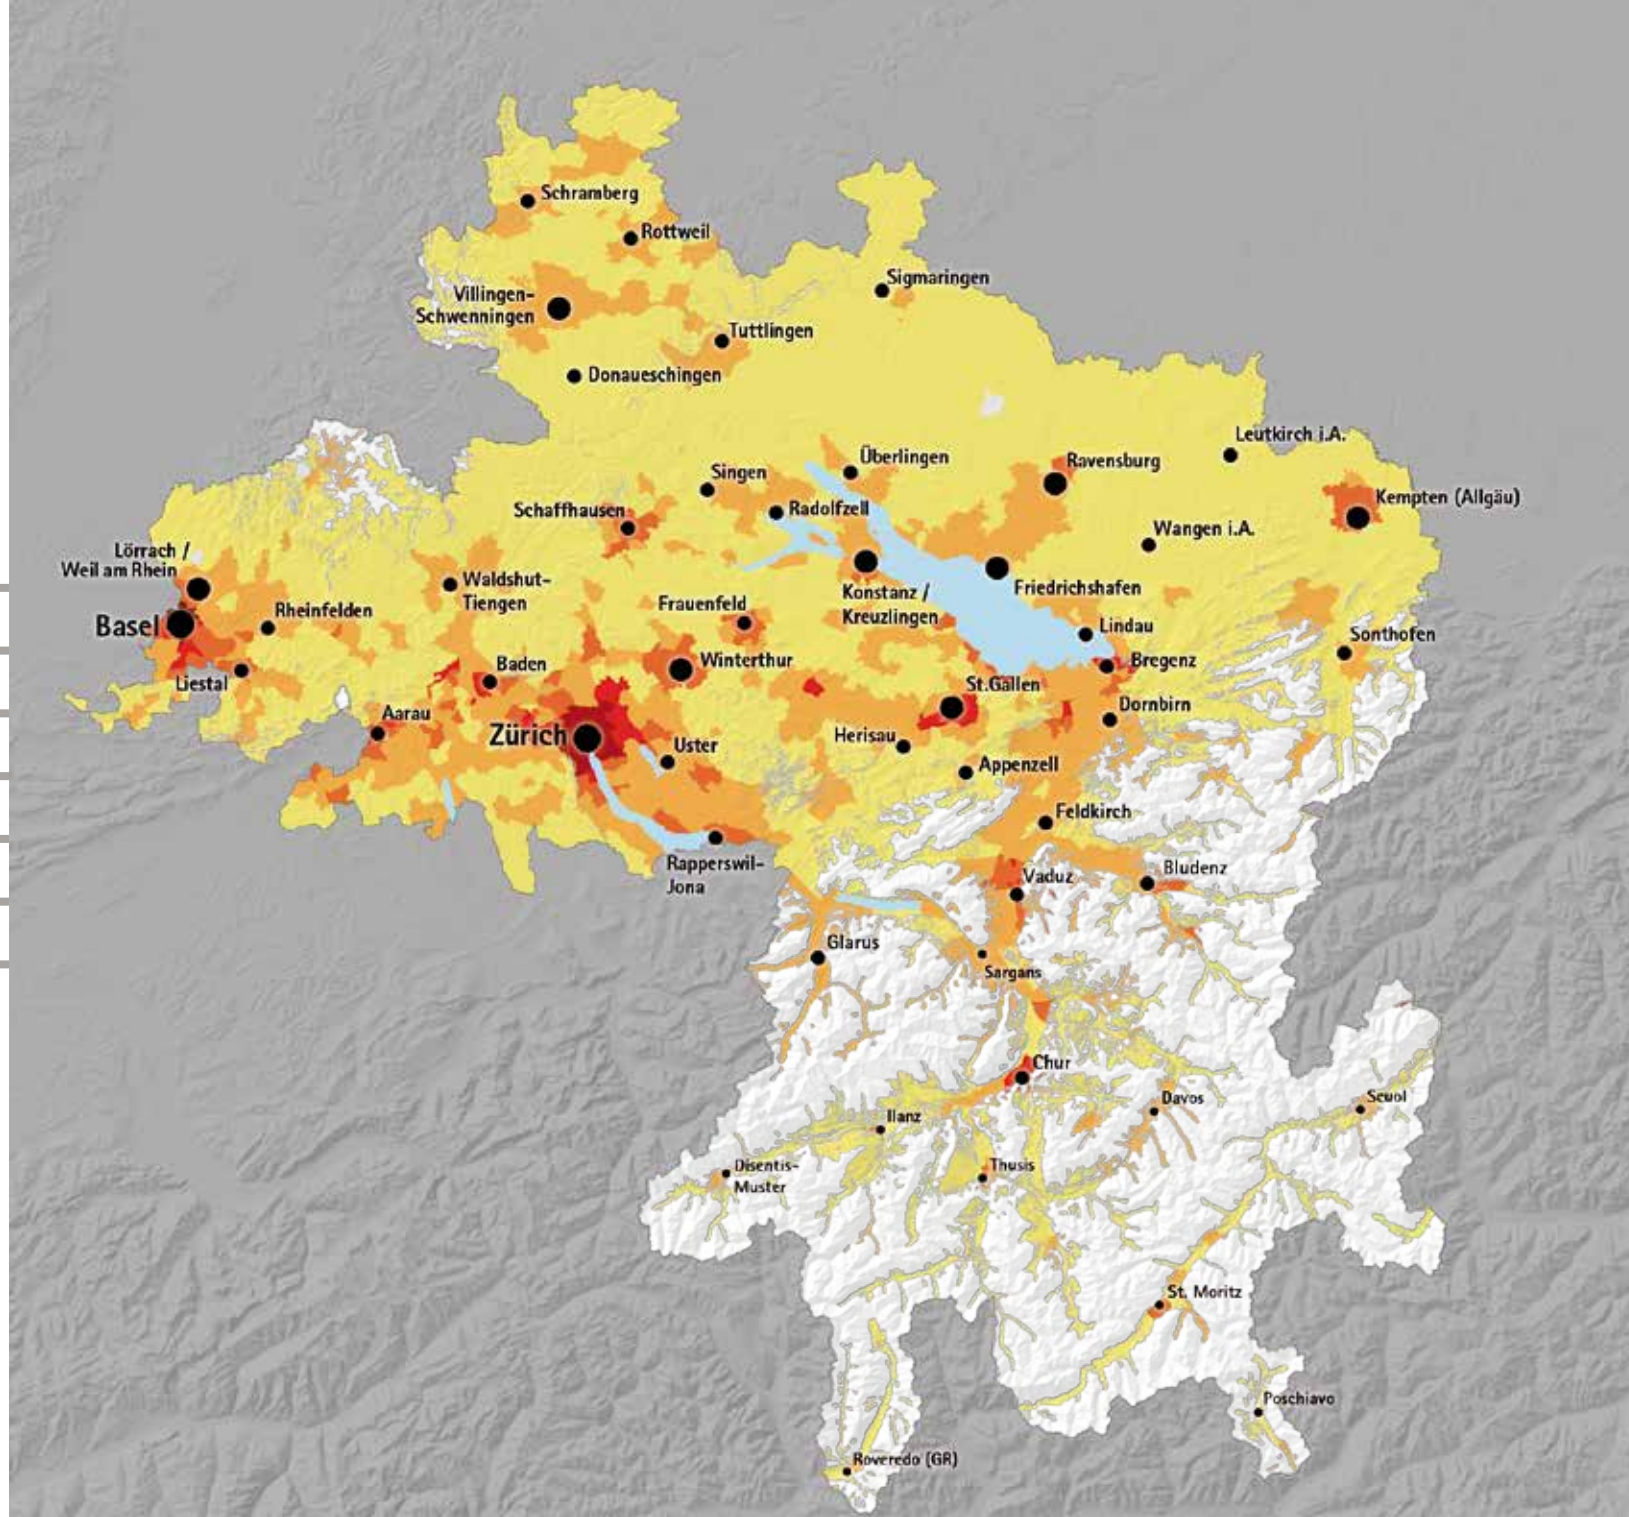 Schramberg
Rottweil
Sigmaringen
Villingen-
Schwenningen
Tuttlingen
Donaueschingen
Leutkirch i.A.
Überlingen
Ravensburg
Singen
Kempten (Allgäu)
Schaffhausen
Radolfzell
Wangen i.A.
Lörrach /
Weil am Rhein
Waldshut-
Tiengen
Konstanz /
Kreuzlingen
Friedrichshafen
Rheinfelden
Frauenfeld
Basel
Lindau
Sonthofen
Baden
Winterthur
Bregenz
Liestal
St.Gallen
Dornbirn
Aarau
Zürich
Herisau
Uster
Appenzell
Feldkirch
Rapperswil-
Jona
Vaduz
Bludenz
Glarus
Sargans
Chur
Davos
Scuol
Ilanz
Disentis-
Muster
Thusis
St. Moritz
Poschiavo
Roveredo (GR)